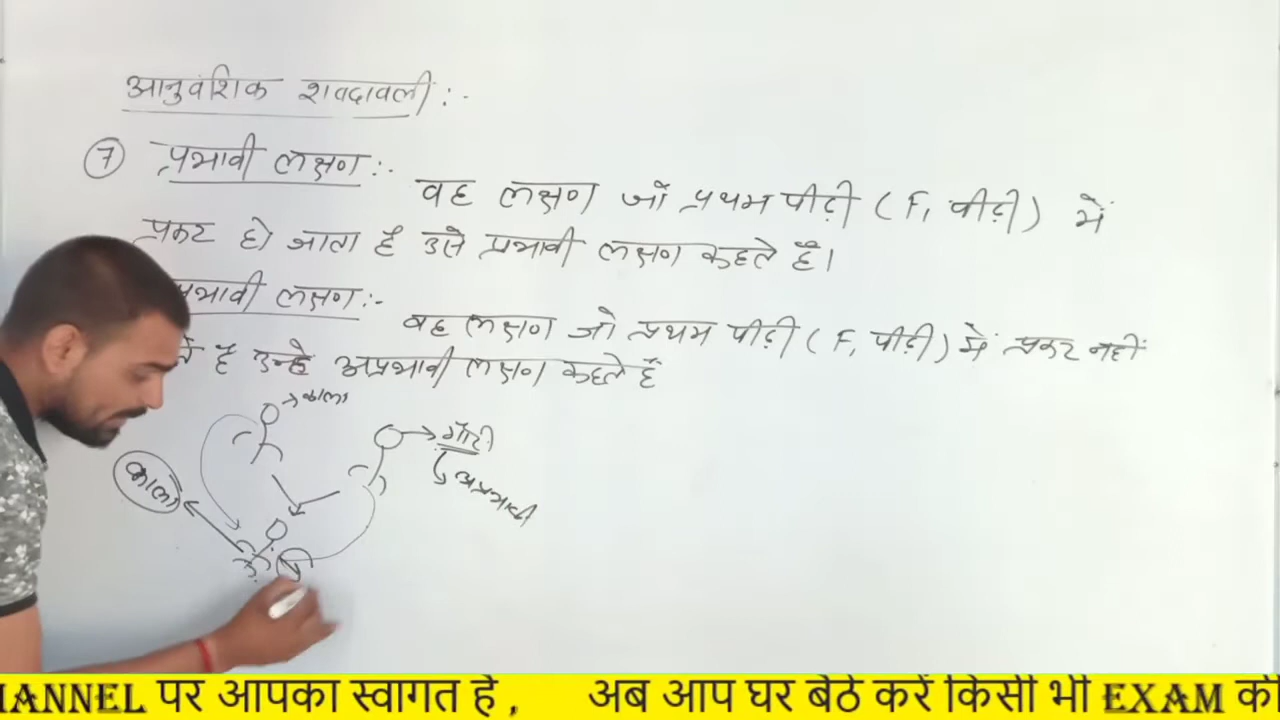 आनुवंशिक शवदावली :-
⑦ प्रभावी लक्षण :- वह लक्षण जो प्रथम पीढ़ी ( F₁ पीढ़ी ) में
प्रकट हो जाता है उसे प्रभावी लक्षण कहते है।
प्रभावी लक्षण :- वह लक्षण जो प्रथम पीढ़ी ( F₁ पीढ़ी ) में प्रकट नहीं
है उन्हे अप्रभावी लक्षण कहते है
काला
गोरी
अप्रभावी
काला
HANNEL पर आपका स्वागत है , अब आप घर बैठे करें किसी भी EXAM की